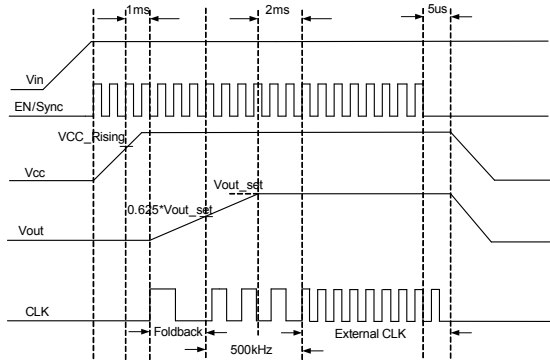 1ms
2ms
5us
Vin
EN/Sync
VCC_Rising
Vcc
Vout_set
0.625*Vout_set
Vout
CLK
Foldback
External CLK
500kHz